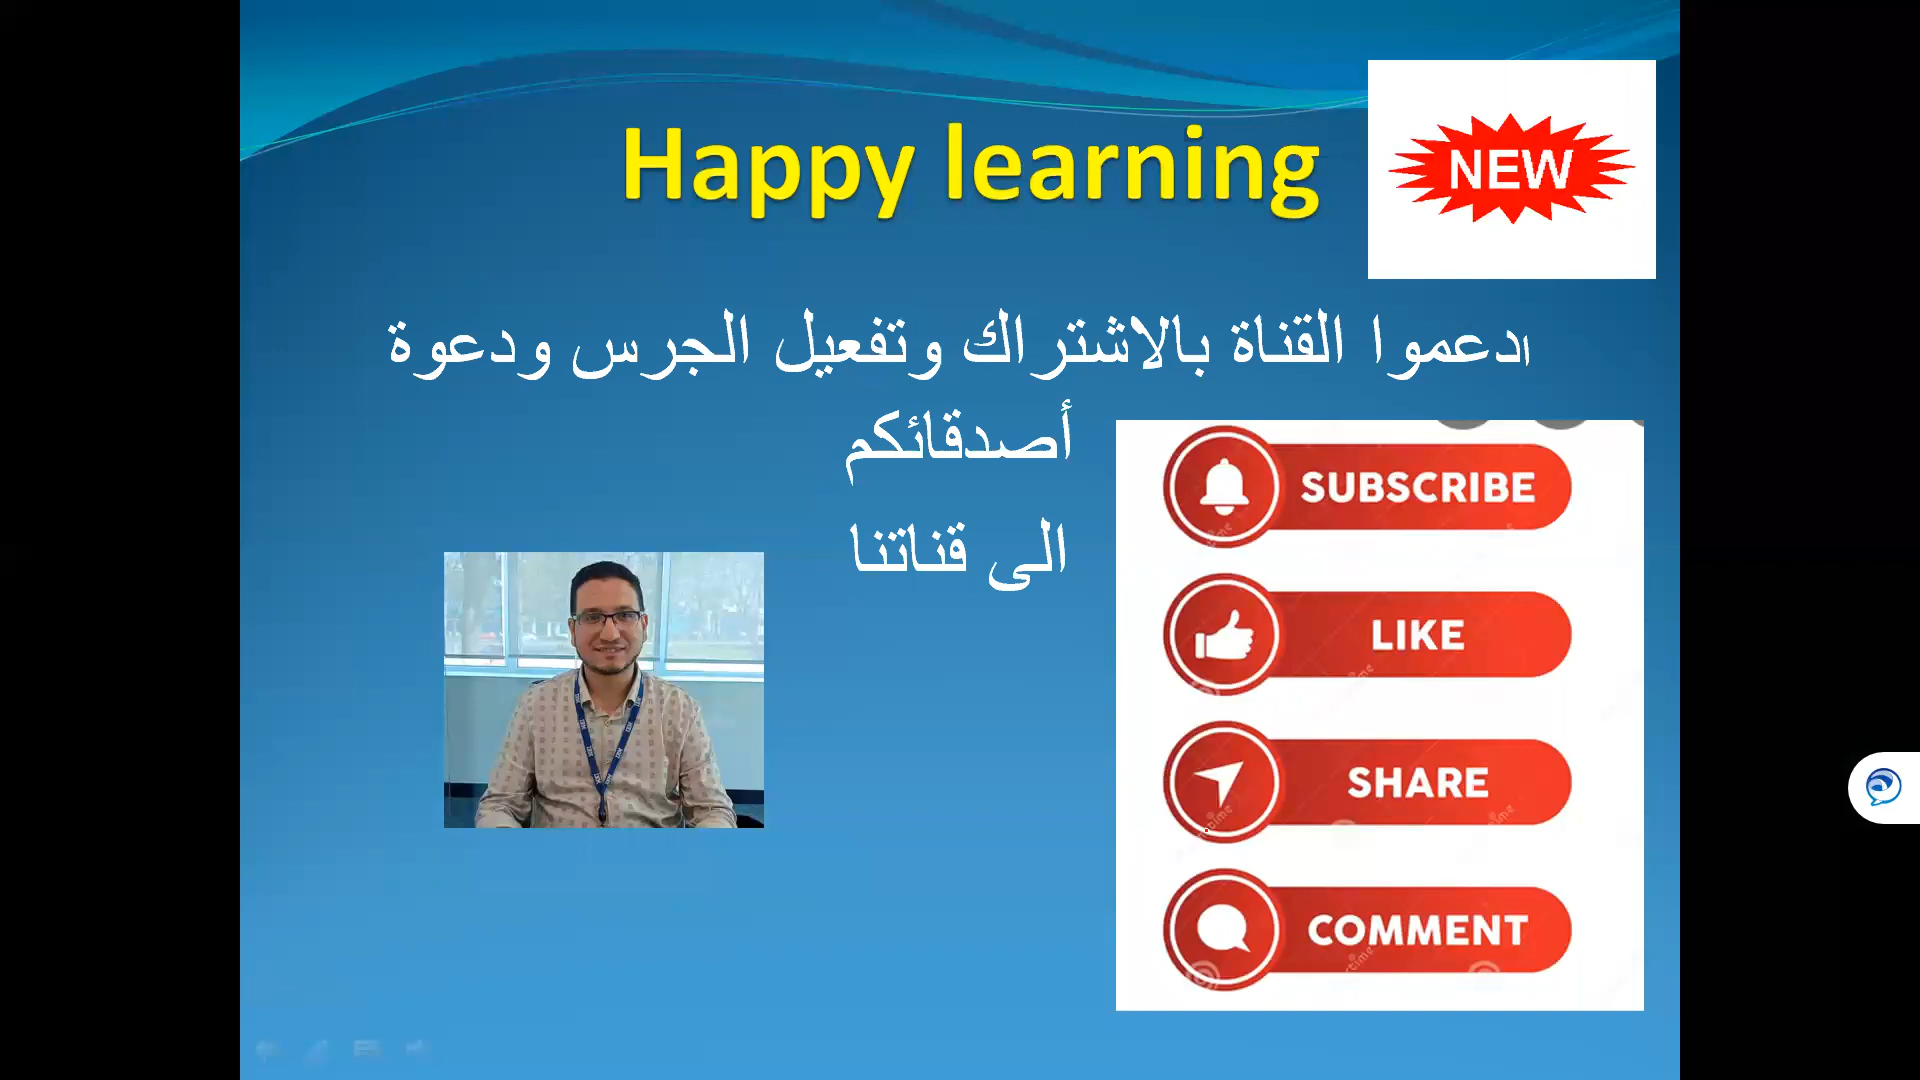 Happy learning
NEW
ادعموا القناة بالاشتراك وتفعيل الجرس ودعوة
أصدقائكم
الى قناتنا
SUBSCRIBE
LIKE
SHARE
COMMENT